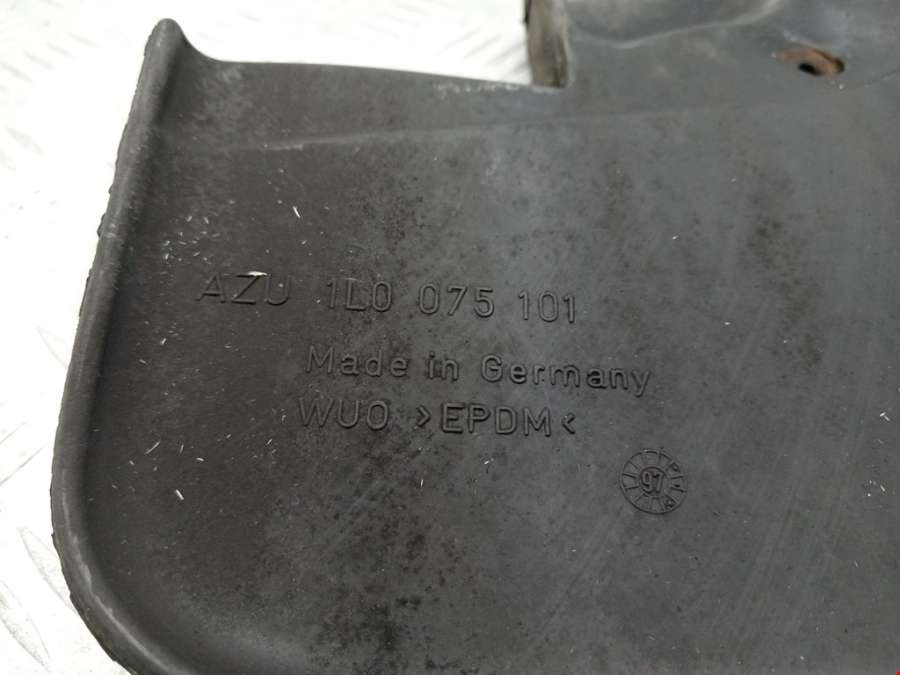 AZU 1L0 075 101
Made in Germany
WUO >EPDM<
97